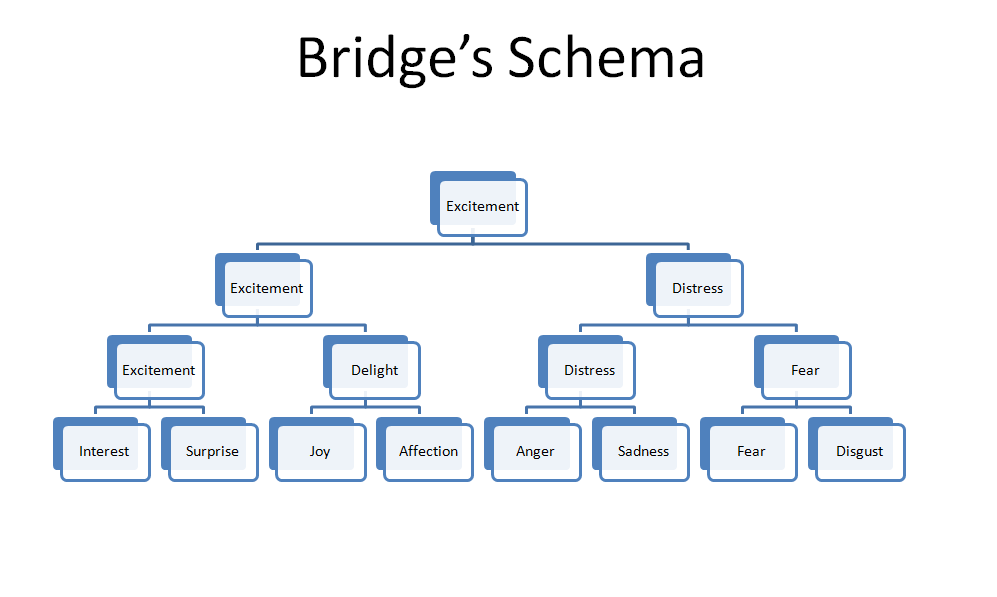 Bridge’s Schema
Excitement
Excitement
Distress
Excitement
Delight
Distress
Fear
Interest
Surprise
Joy
Affection
Anger
Sadness
Fear
Disgust